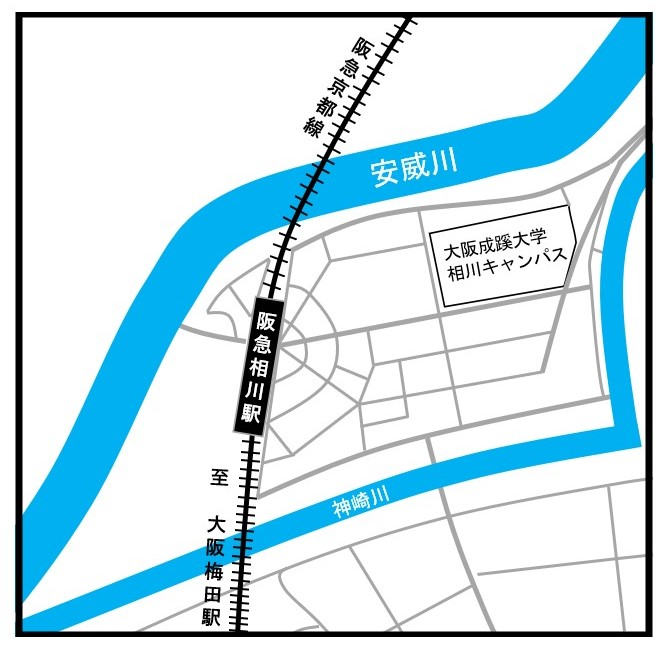 阪急京都線
安威川
大阪成蹊大学
相川キャンパス
阪急相川駅
至 大阪梅田駅
神崎川